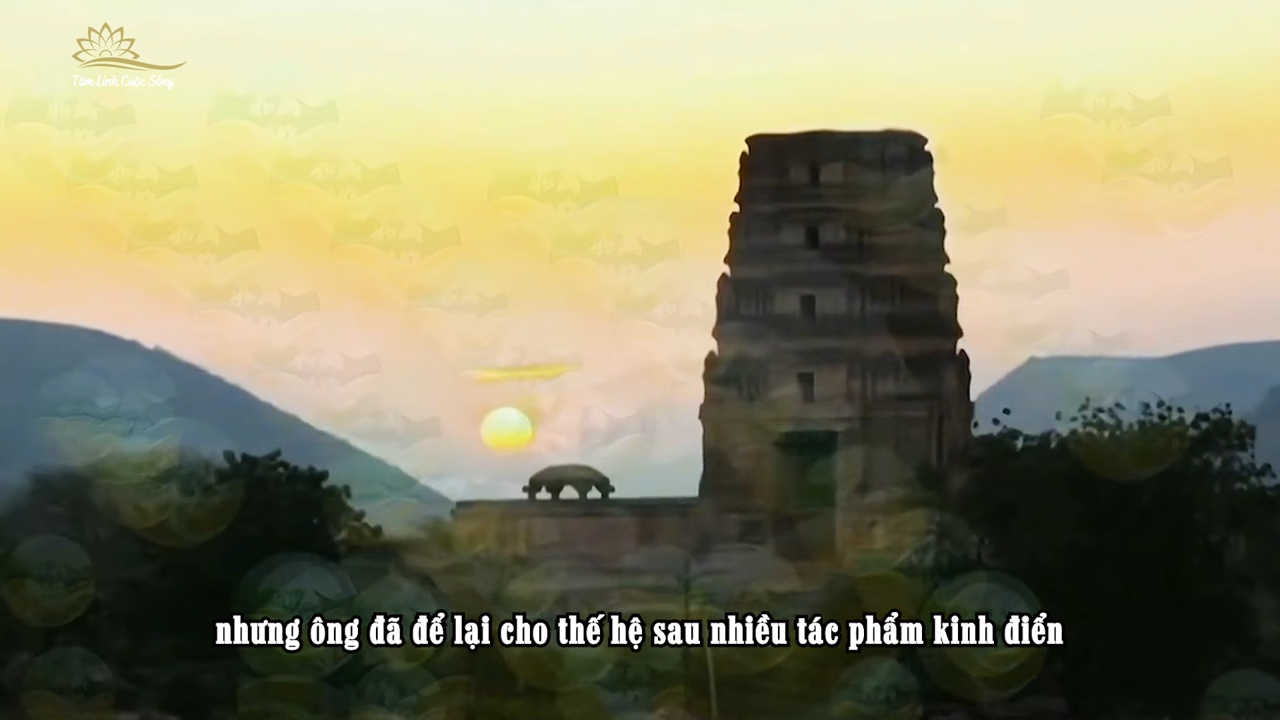 Tâm Linh Cuộc Sống
nhưng ông đã để lại cho thế hệ sau nhiều tác phẩm kinh điển